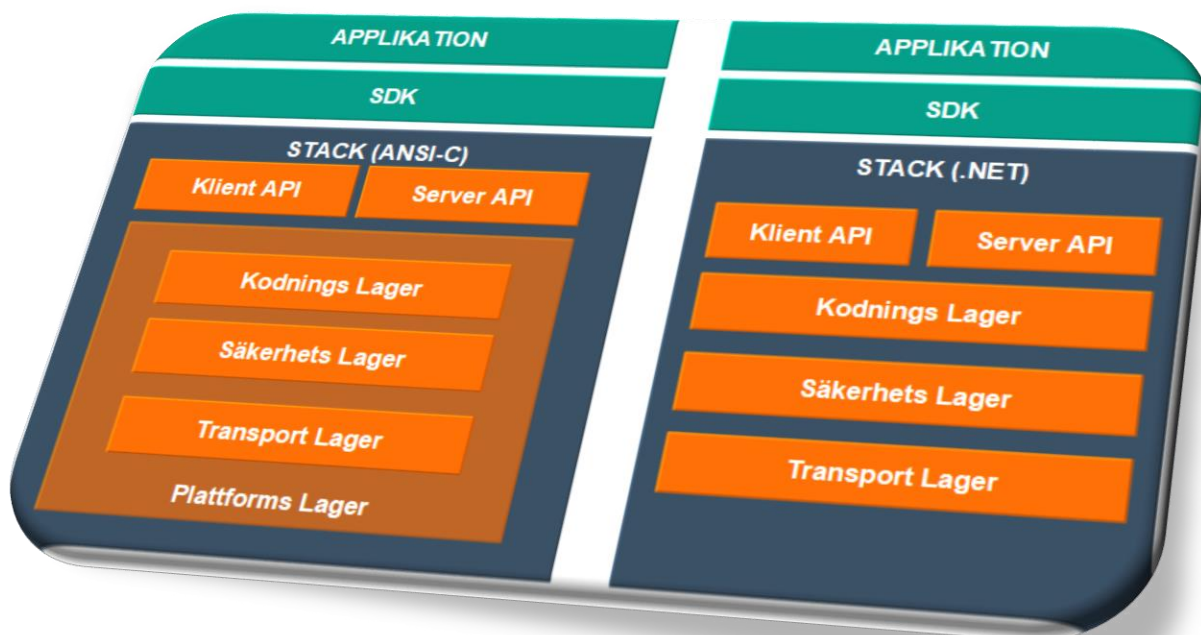 APPLIKATION
SDK
STACK (ANSI-C)
Klient API
Server API
Kodnings Lager
Säkerhets Lager
Transport Lager
Plattforms Lager
APPLIKATION
SDK
STACK (.NET)
Klient API
Server API
Kodnings Lager
Säkerhets Lager
Transport Lager